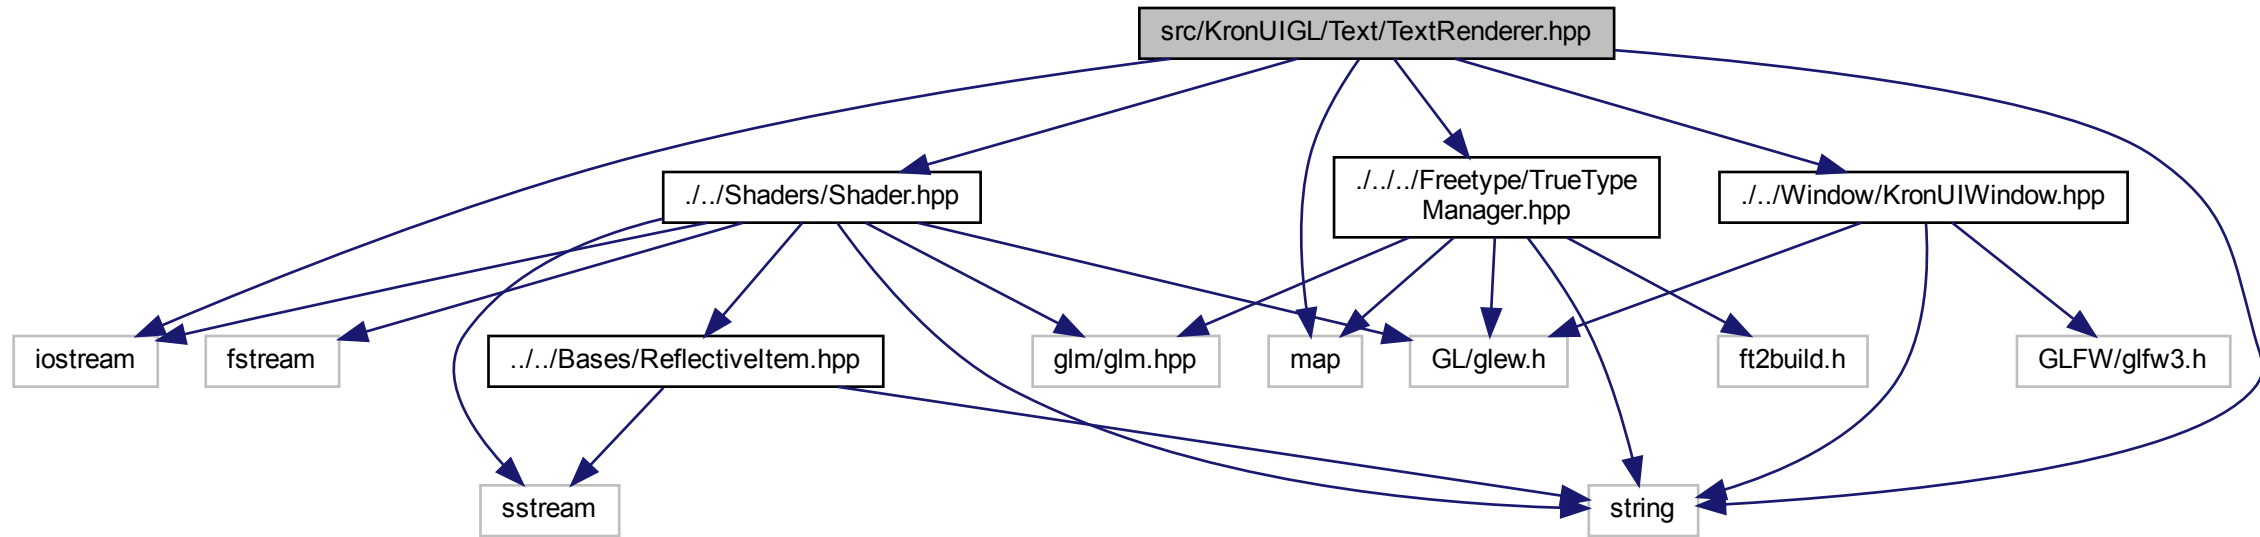 src/KronUIGL/Text/TextRenderer.hpp
./../Shaders/Shader.hpp
./../../Freetype/TrueType
Manager.hpp
./../Window/KronUIWindow.hpp
iostream
fstream
../../Bases/ReflectiveItem.hpp
glm/glm.hpp
map
GL/glew.h
ft2build.h
GLFW/glfw3.h
sstream
string